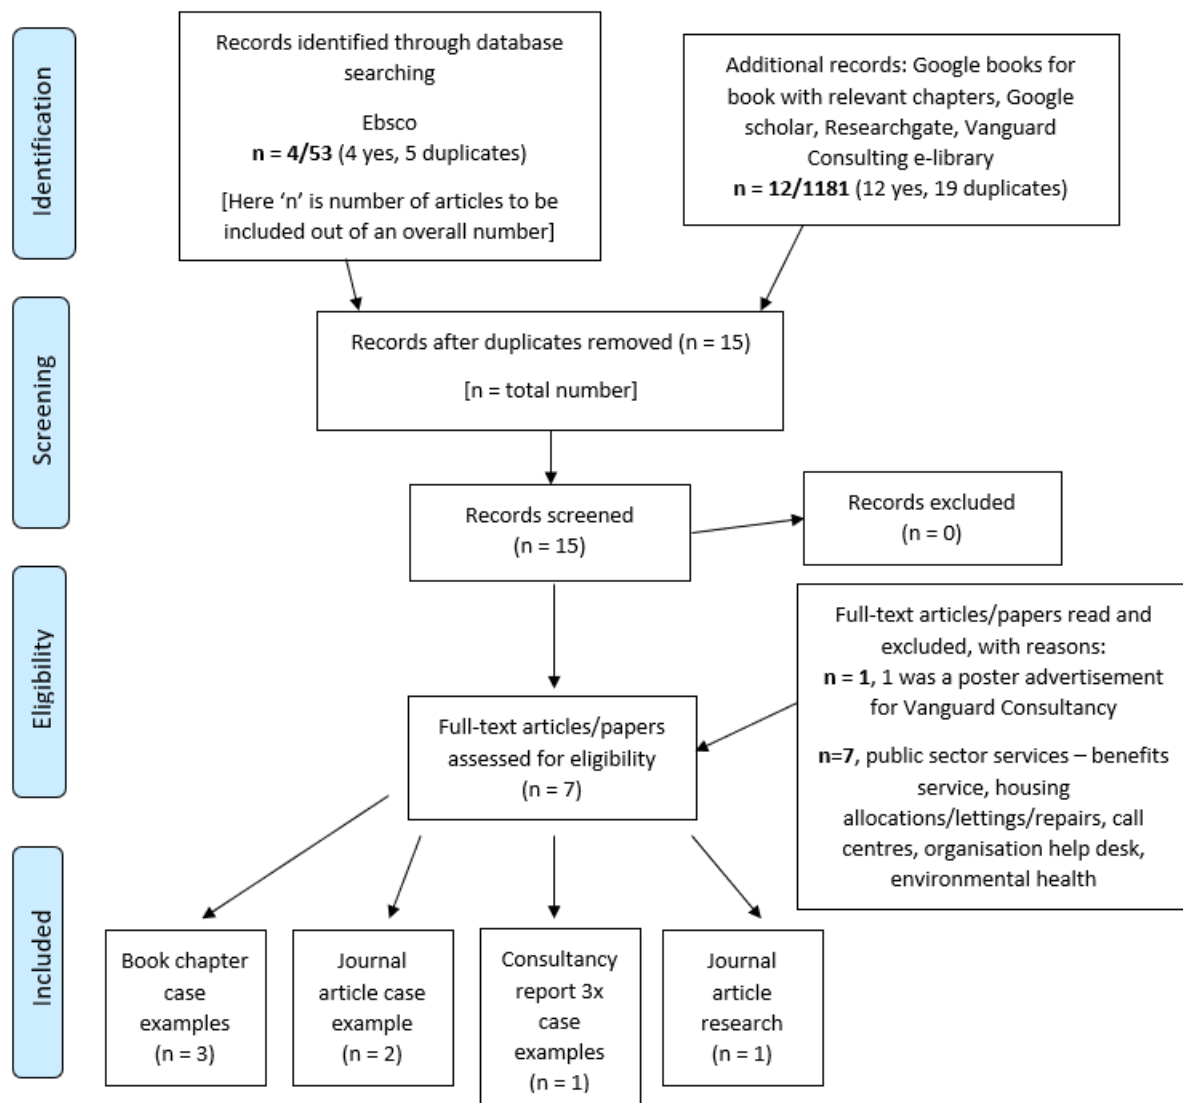 Identification
Records identified through database
searching
Ebsco
n = 4/53 (4 yes, 5 duplicates)
[Here ‘n’ is number of articles to be
included out of an overall number]
Additional records: Google books for
book with relevant chapters, Google
scholar, Researchgate, Vanguard
Consulting e-library
n = 12/1181 (12 yes, 19 duplicates)
Screening
Records after duplicates removed (n = 15)
[n = total number]
Records screened
(n = 15)
Records excluded
(n = 0)
Eligibility
Full-text articles/papers
assessed for eligibility
(n = 7)
Full-text articles/papers read and
excluded, with reasons:
n = 1, 1 was a poster advertisement
for Vanguard Consultancy
n=7, public sector services – benefits
service, housing
allocations/lettings/repairs, call
centres, organisation help desk,
environmental health
Included
Book chapter
case
examples
(n = 3)
Journal
article case
example
(n = 2)
Consultancy
report 3x
case
examples
(n = 1)
Journal
article
research
(n = 1)